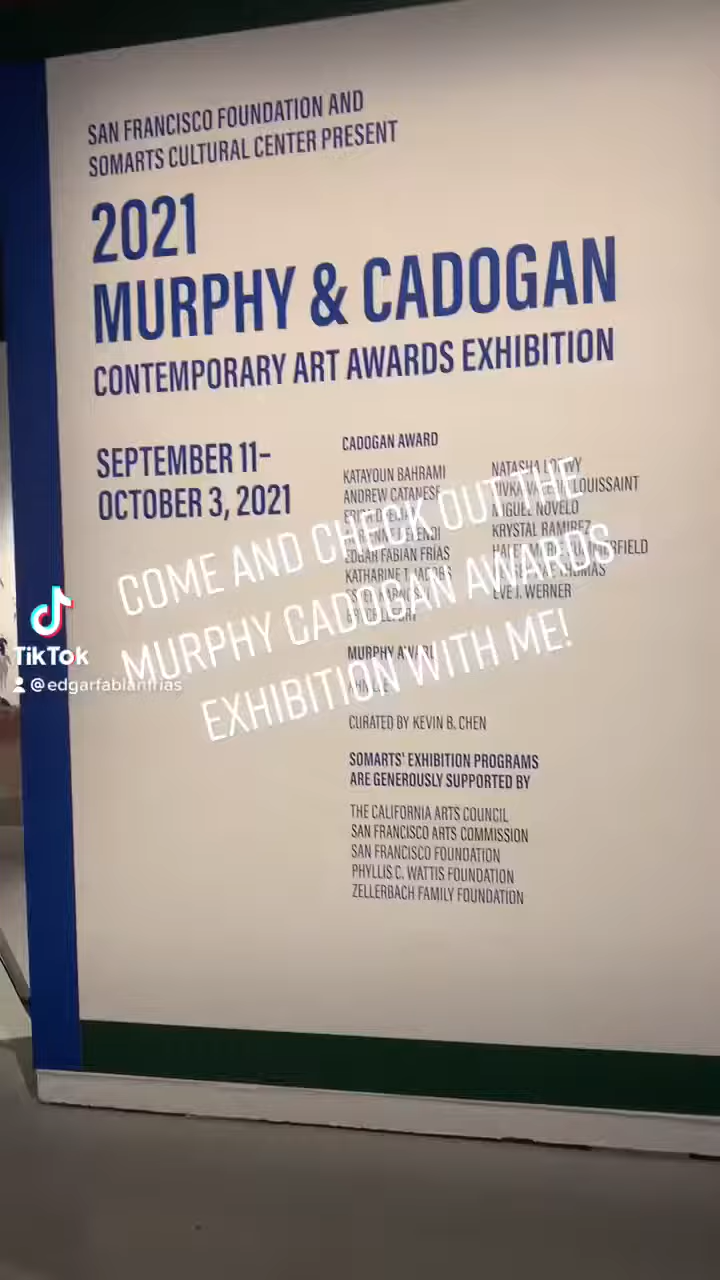 SAN FRANCISCO FOUNDATION AND
SOMARTS CULTURAL CENTER PRESENT
2021
MURPHY & CADOGAN
CONTEMPORARY ART AWARDS EXHIBITION
SEPTEMBER 11–
OCTOBER 3, 2021
CADOGAN AWARD
KATAYOUN BAHRAMI
ANDREW CATANESE
EDGAR FABIAN FRÍAS
KATHARINE T. JACOBS
NATASHA
LOUISSAINT
MIGUEL NOVELO
KRYSTAL RAMIREZ
THOMAS
EVE J. WERNER
MURPHY AWARD
CURATED BY KEVIN B. CHEN
SOMARTS' EXHIBITION PROGRAMS
ARE GENEROUSLY SUPPORTED BY
THE CALIFORNIA ARTS COUNCIL
SAN FRANCISCO ARTS COMMISSION
SAN FRANCISCO FOUNDATION
PHYLLIS C. WATTIS FOUNDATION
ZELLERBACH FAMILY FOUNDATION
COME AND CHECK OUT THE
MURPHY CADOGAN AWARDS
EXHIBITION WITH ME!
TikTok
@edgarfabianfrias